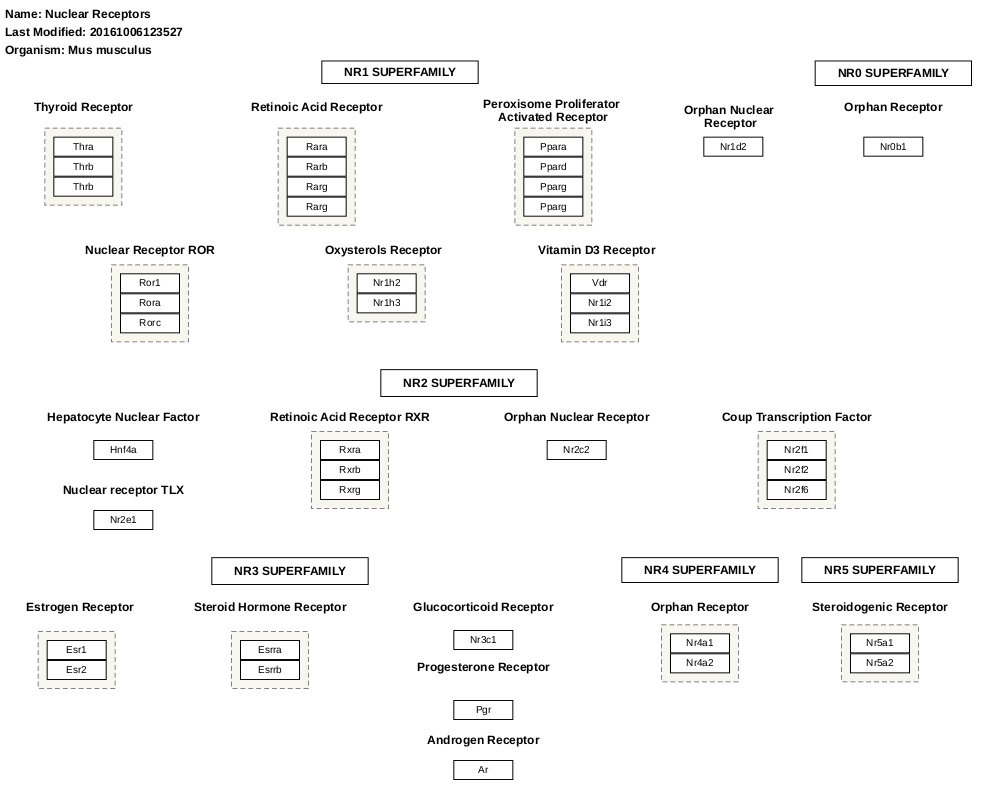 Name: Nuclear Receptors
Last Modified: 20161006123527
Organism: Mus musculus
NR1 SUPERFAMILY
NR0 SUPERFAMILY
Thyroid Receptor
Thra
Thrb
Thrb
Retinoic Acid Receptor
Rara
Rarb
Rarg
Rarg
Peroxisome Proliferator
Activated Receptor
Ppara
Ppard
Pparg
Pparg
Orphan Nuclear
Receptor
Nr1d2
Orphan Receptor
Nr0b1
Nuclear Receptor ROR
Ror1
Rora
Rorc
Oxysterols Receptor
Nr1h2
Nr1h3
Vitamin D3 Receptor
Vdr
Nr1i2
Nr1i3
NR2 SUPERFAMILY
Hepatocyte Nuclear Factor
Hnf4a
Nuclear receptor TLX
Nr2e1
Retinoic Acid Receptor RXR
Rxra
Rxrb
Rxrg
Orphan Nuclear Receptor
Nr2c2
Coup Transcription Factor
Nr2f1
Nr2f2
Nr2f6
NR3 SUPERFAMILY
NR4 SUPERFAMILY
NR5 SUPERFAMILY
Estrogen Receptor
Esr1
Esr2
Steroid Hormone Receptor
Esrra
Esrrb
Glucocorticoid Receptor
Nr3c1
Progesterone Receptor
Pgr
Androgen Receptor
Ar
Orphan Receptor
Nr4a1
Nr4a2
Steroidogenic Receptor
Nr5a1
Nr5a2